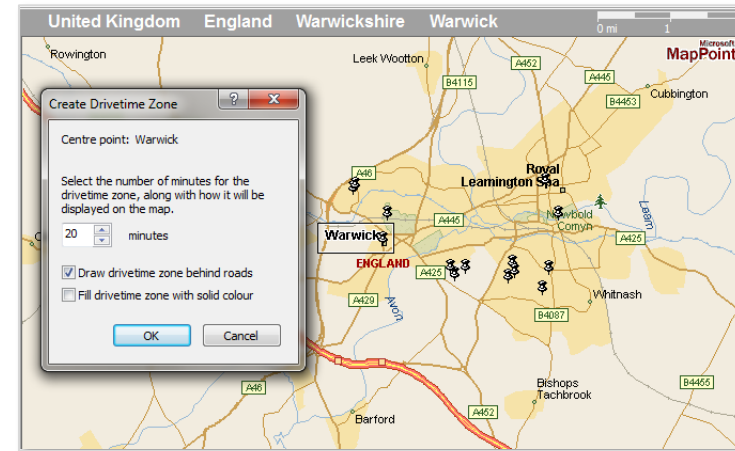 United Kingdom England Warwickshire Warwick
0 mi 1
Microsoft
MapPoint
Rowington
Leek Wootton
A452
A445
B4115
B4453
Cubbington
Create Drivetime Zone
Centre point: Warwick
Select the number of minutes for the
drivetime zone, along with how it will be
displayed on the map.
20 minutes
Draw drivetime zone behind roads
Fill drivetime zone with solid colour
OK Cancel
A46
Royal
Leamington Spa
Newbold
Comyn
Leam
A445
Warwick
A425
ENGLAND
A425
A429
Avon
Whitnash
B4087
A46
Bishops
Tachbrook
B4455
Barford
A452